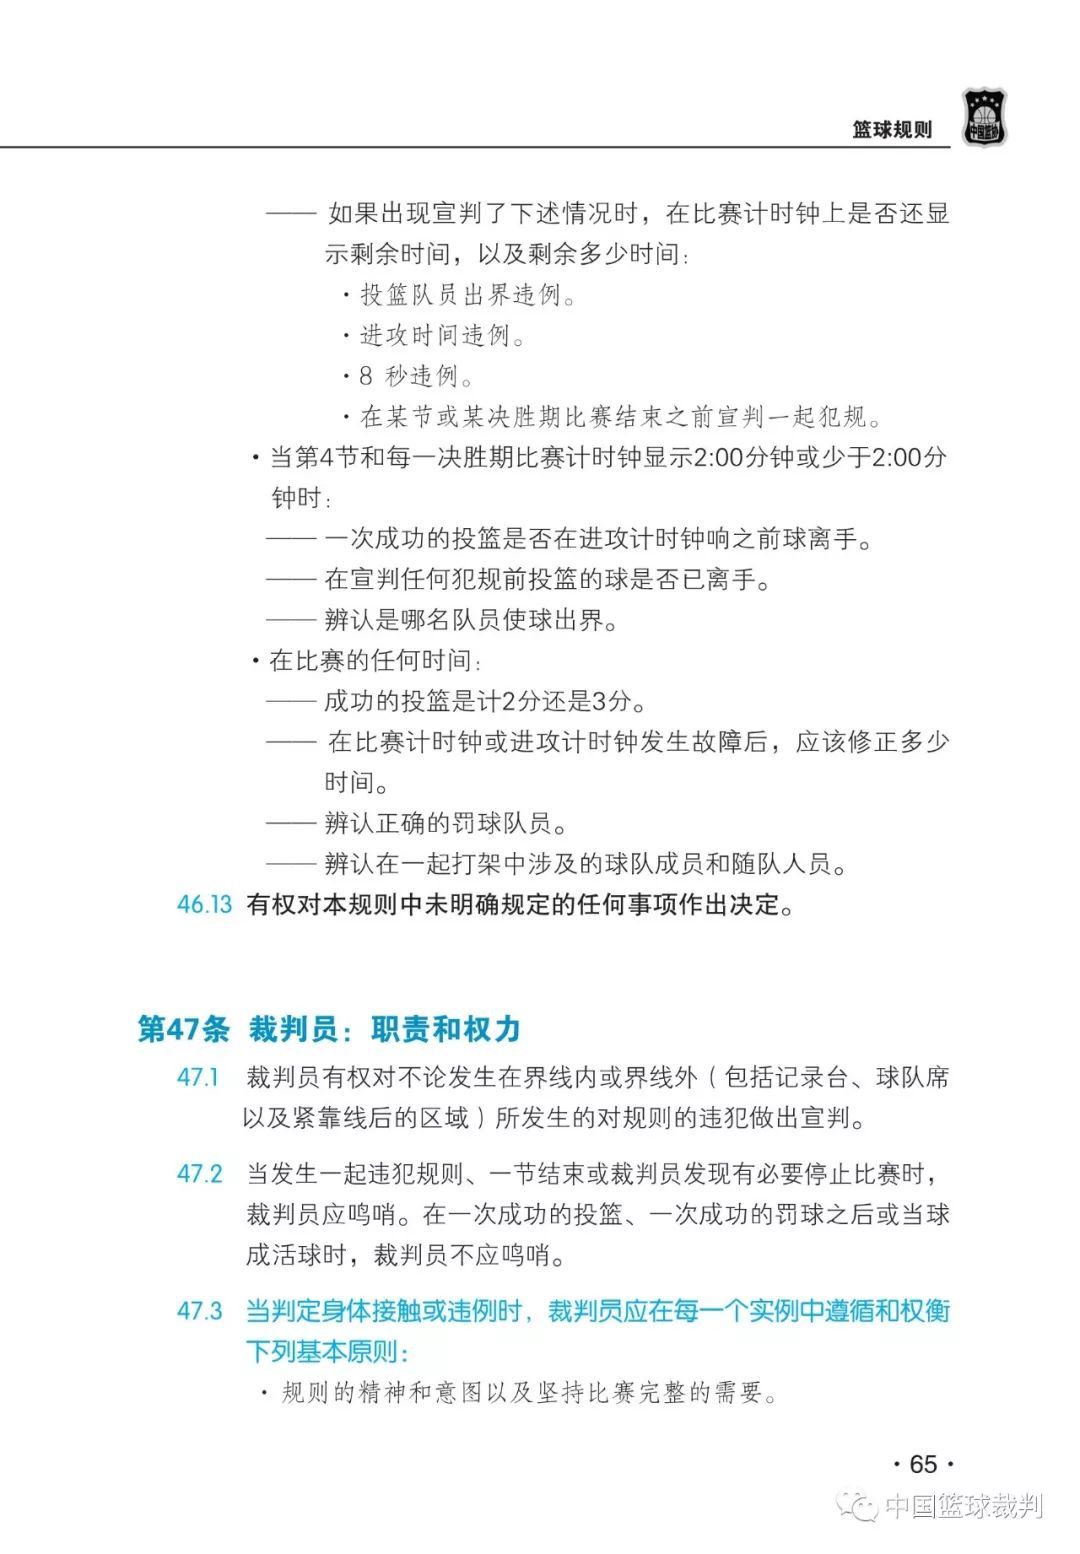 篮球规则
中国篮协
—— 如果出现宣判了下述情况时，在比赛计时钟上是否还显
示剩余时间，以及剩余多少时间：
·投篮队员出界违例。
·进攻时间违例。
·8 秒违例。
·在某节或某决胜期比赛结束之前宣判一起犯规。
·当第4节和每一决胜期比赛计时钟显示2:00分钟或少于2:00分
钟时：
—— 一次成功的投篮是否在进攻计时钟响之前球离手。
—— 在宣判任何犯规前投篮的球是否已离手。
—— 辨认是哪名队员使球出界。
·在比赛的任何时间：
—— 成功的投篮是计2分还是3分。
—— 在比赛计时钟或进攻计时钟发生故障后，应该修正多少
时间。
—— 辨认正确的罚球队员。
—— 辨认在一起打架中涉及的球队成员和随队人员。
46.13 有权对本规则中未明确规定的任何事项作出决定。
第47条 裁判员：职责和权力
47.1 裁判员有权对不论发生在界线内或界线外（包括记录台、球队席
以及紧靠线后的区域）所发生的对规则的违犯做出宣判。
47.2 当发生一起违犯规则、一节结束或裁判员发现有必要停止比赛时，
裁判员应鸣哨。在一次成功的投篮、一次成功的罚球之后或当球
成活球时，裁判员不应鸣哨。
47.3 当判定身体接触或违例时，裁判员应在每一个实例中遵循和权衡
下列基本原则：
·规则的精神和意图以及坚持比赛完整的需要。
·65·
中国篮球裁判